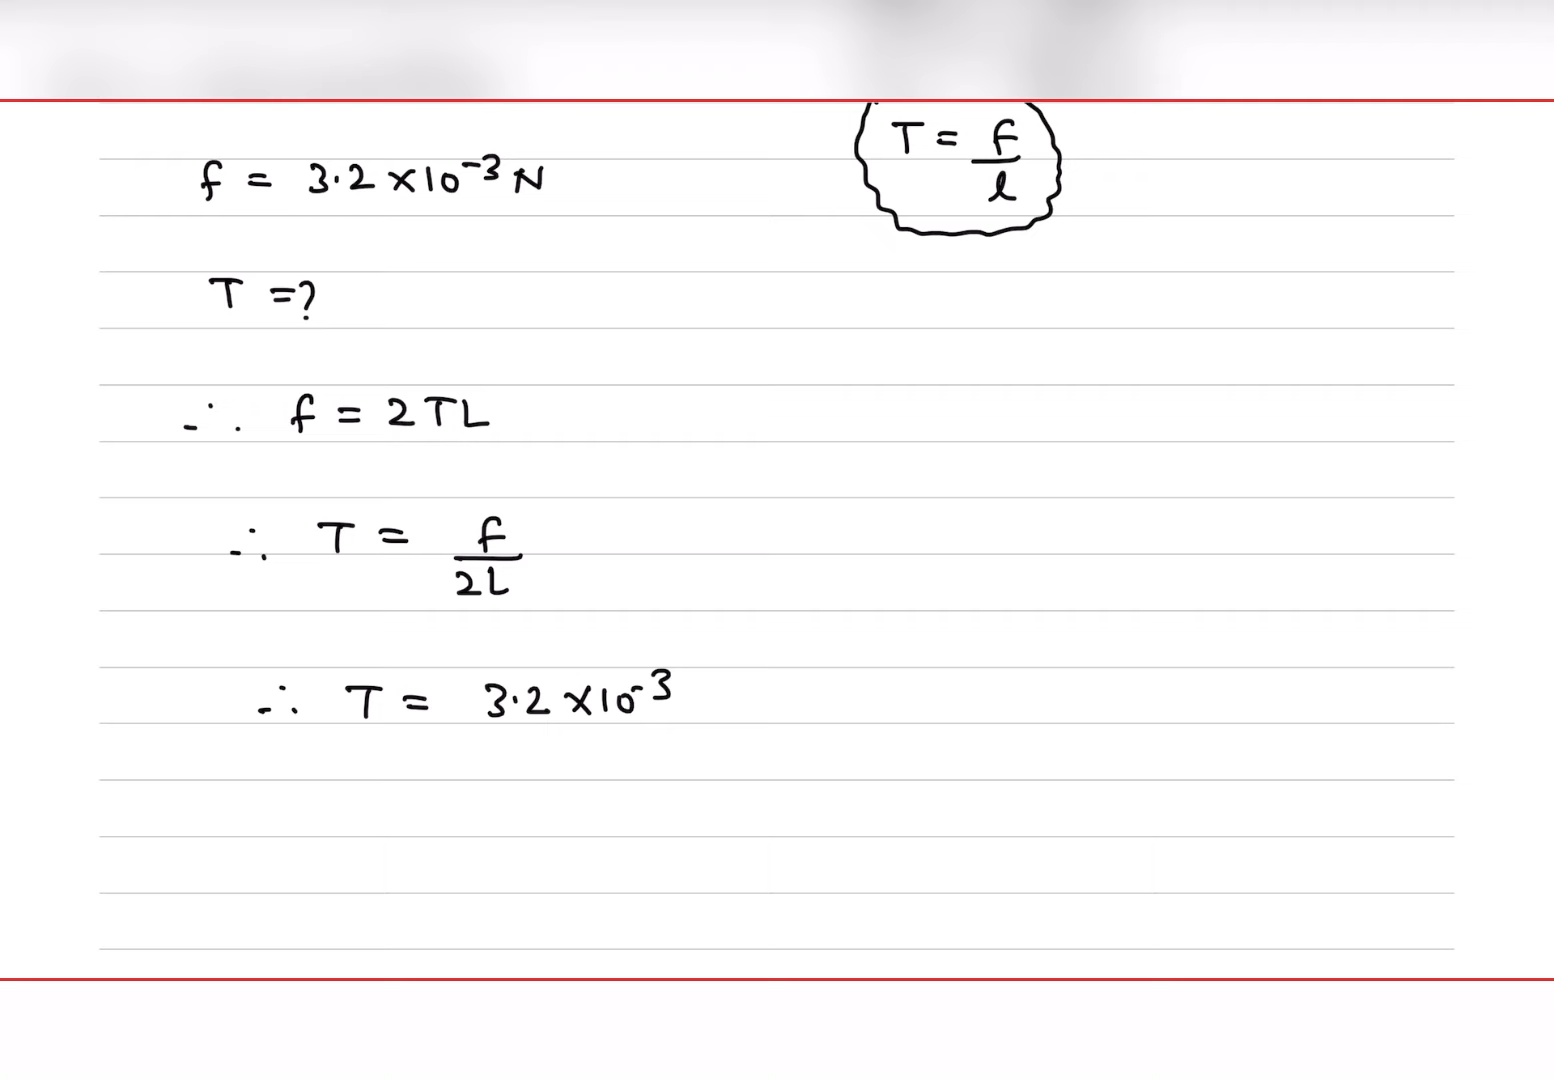 T = f/l
f = 3.2 ×10⁻³ N
T =?
∴ f = 2TL
∴ T = f/2L
∴ T = 3.2 ×10⁻³